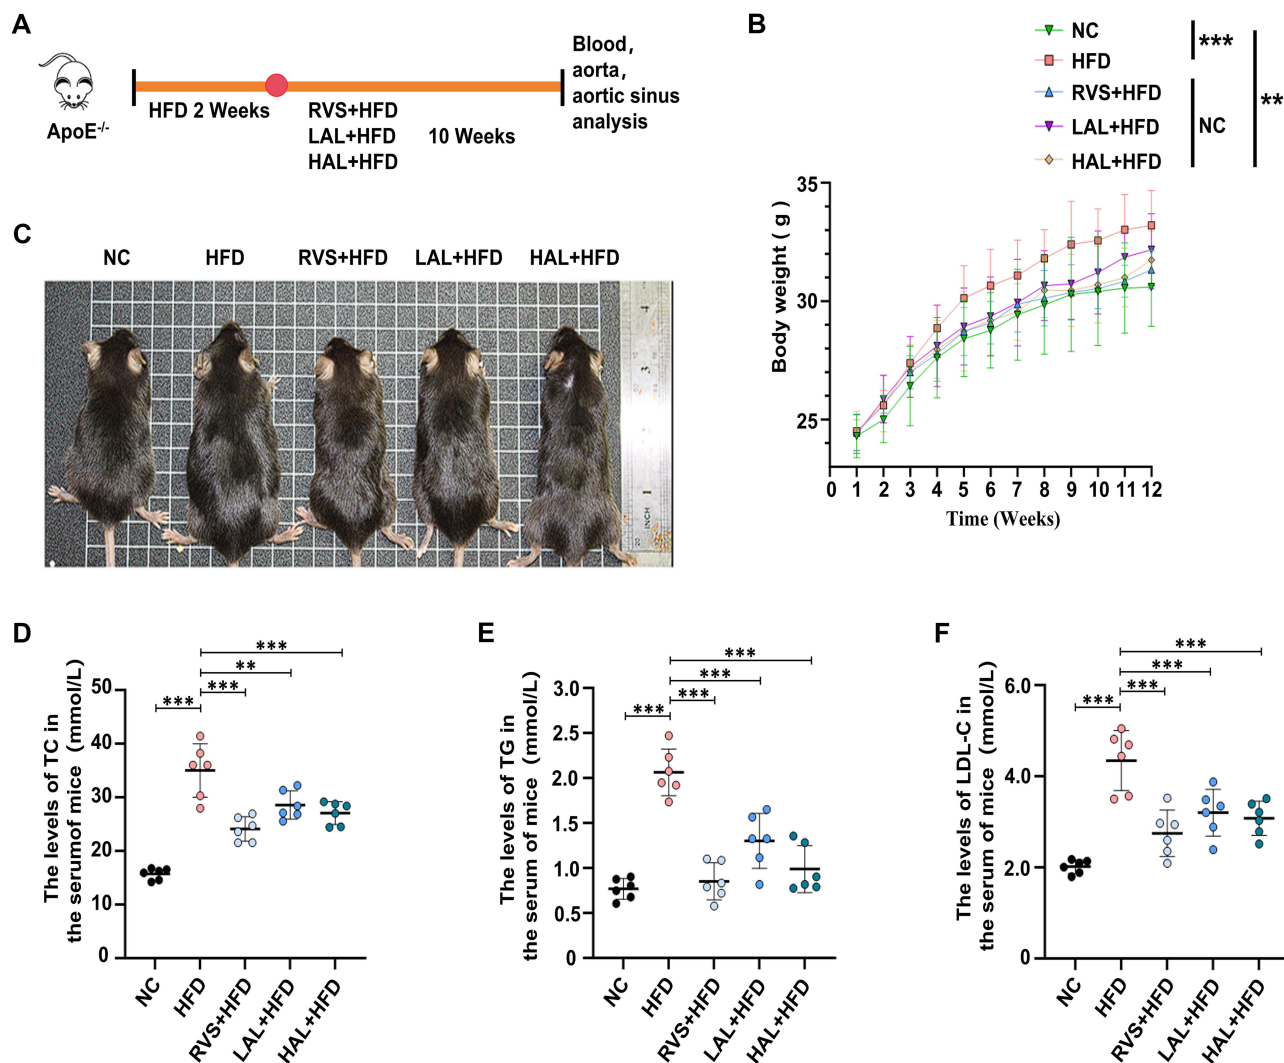 A
ApoE-/-
HFD 2 Weeks
RVS+HFD
LAL+HFD
HAL+HFD
10 Weeks
Blood,
aorta,
aortic sinus
analysis
B
NC
HFD
RVS+HFD
LAL+HFD
HAL+HFD
***
NC
**
Body weight ( g )
35
30
25
0 1 2 3 4 5 6 7 8 9 10 11 12
Time (Weeks)
C
NC HFD RVS+HFD LAL+HFD HAL+HFD
4
3
1
INCH
D
The levels of TC in
the serumof mice (mmol/L)
50
40
30
20
10
0
***
**
***
***
NC
HFD
RVS+HFD
LAL+HFD
HAL+HFD
E
The levels of TG in
the serum of mice (mmol/L)
3.0
2.5
2.0
1.5
1.0
0.5
0
***
***
***
***
NC
HFD
RVS+HFD
LAL+HFD
HAL+HFD
F
The levels of LDL-C in
the serum of mice (mmol/L)
6.0
4.0
2.0
0
***
***
***
***
NC
HFD
RVS+HFD
LAL+HFD
HAL+HFD